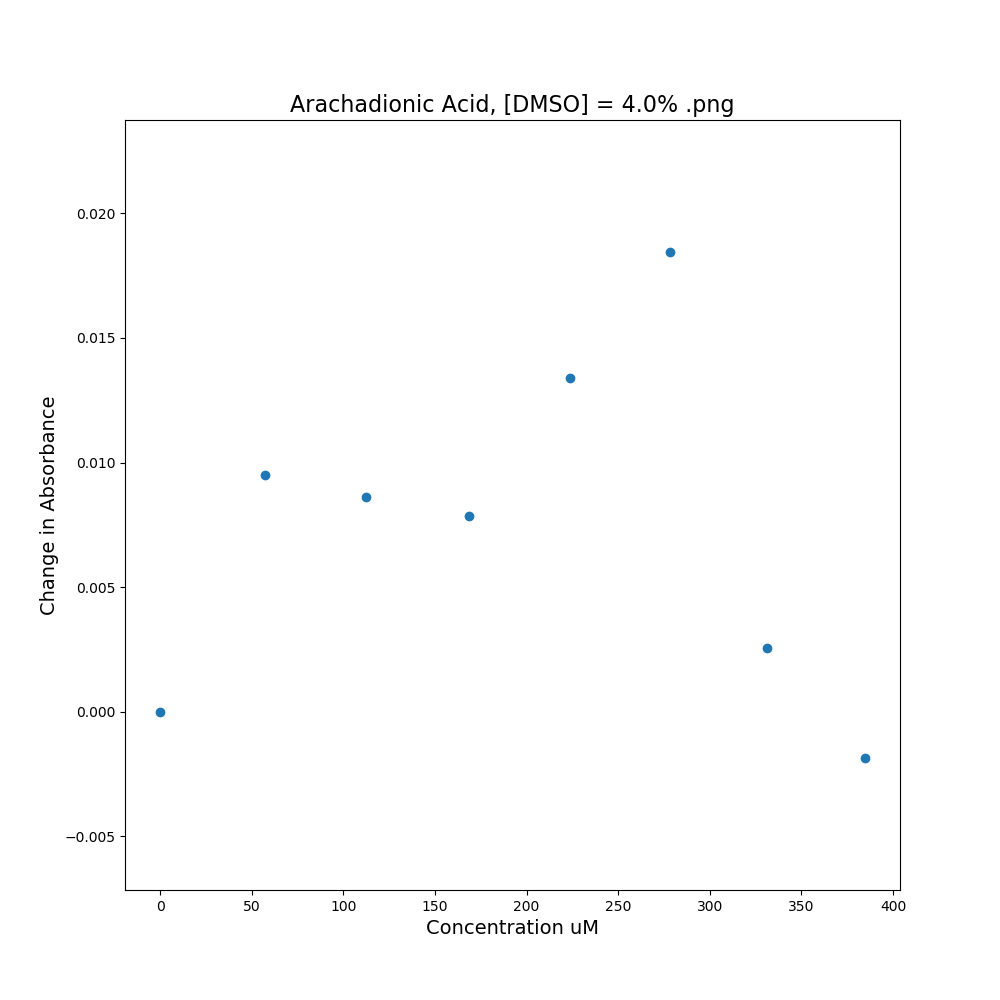 Arachadionic Acid, [DMSO] = 4.0% .png
Change in Absorbance
0.020
0.015
0.010
0.005
0.000
−0.005
0 50 100 150 200 250 300 350 400
Concentration uM